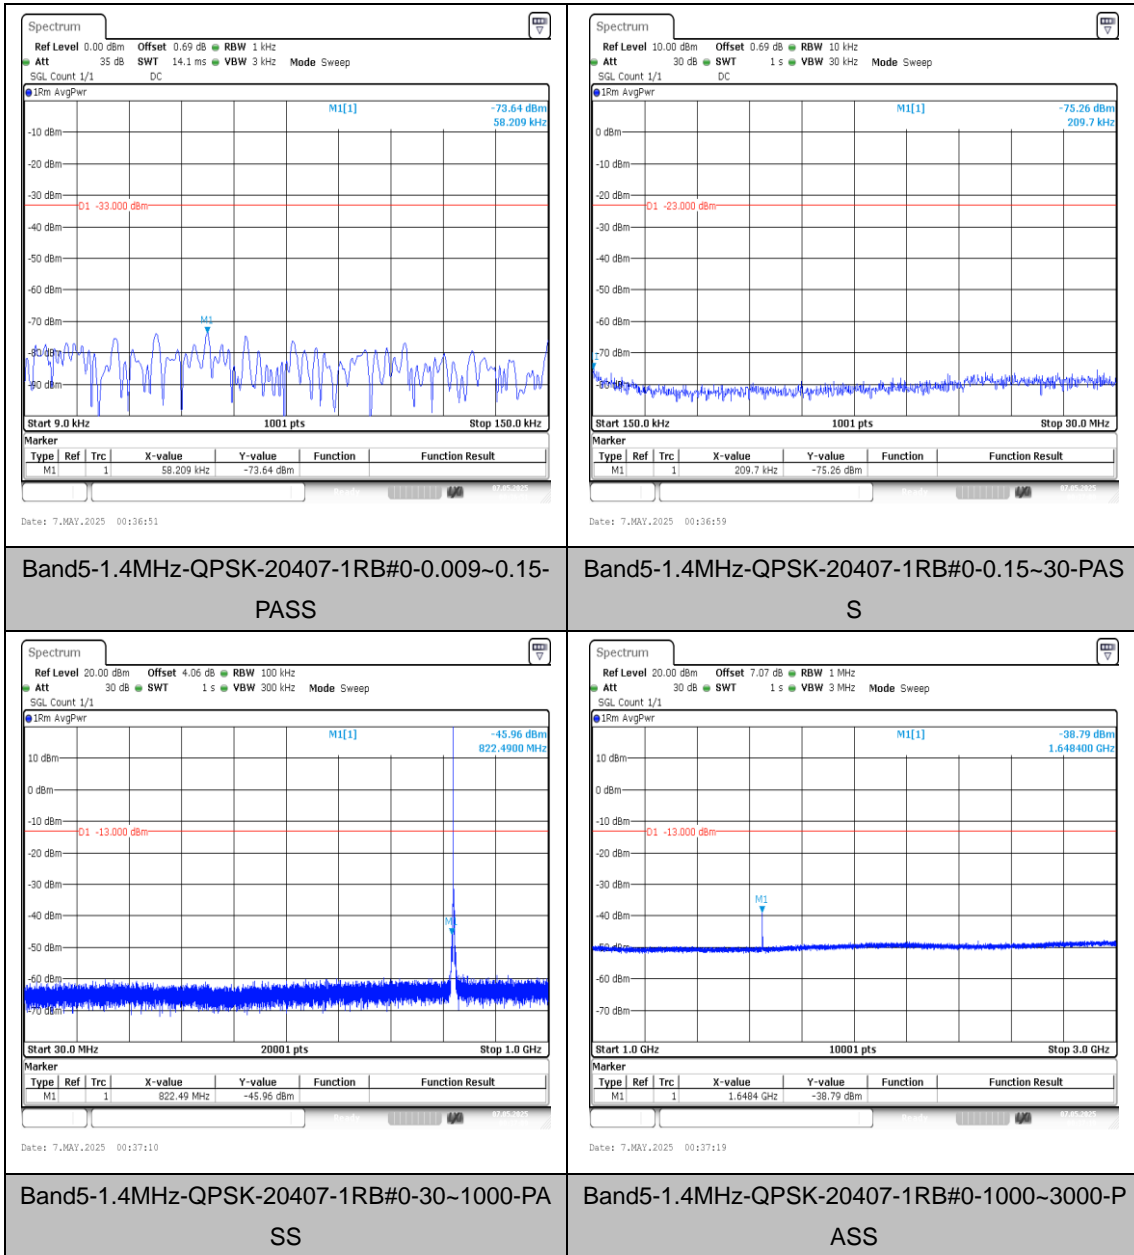 Spectrum
Ref Level 0.00 dBm Offset 0.69 dB RBW 1 kHz
Att 35 dB SWT 14.1 ms VBW 3 kHz Mode Sweep
SGL Count 1/1 DC
1Rm AvgPwr
M1[1] -73.64 dBm
58.209 kHz
-10 dBm
-20 dBm
-30 dBm
D1 -33.000 dBm
-40 dBm
-50 dBm
-60 dBm
-70 dBm
M1
-80 dBm
-90 dBm
Start 9.0 kHz 1001 pts Stop 150.0 kHz
Marker
Type Ref Trc X-value Y-value Function Function Result
M1 1 58.209 kHz -73.64 dBm
07.05.2025
Date: 7.MAY.2025 00:36:51
Band5-1.4MHz-QPSK-20407-1RB#0-0.009~0.15-
PASS
Spectrum
Ref Level 10.00 dBm Offset 0.69 dB RBW 10 kHz
Att 30 dB SWT 1 s VBW 30 kHz Mode Sweep
SGL Count 1/1 DC
1Rm AvgPwr
M1[1] -75.26 dBm
209.7 kHz
0 dBm
-10 dBm
-20 dBm
D1 -23.000 dBm
-30 dBm
-40 dBm
-50 dBm
-60 dBm
-70 dBm
-80 dBm
Start 150.0 kHz 1001 pts Stop 30.0 MHz
Marker
Type Ref Trc X-value Y-value Function Function Result
M1 1 209.7 kHz -75.26 dBm
07.05.2025
Date: 7.MAY.2025 00:36:59
Band5-1.4MHz-QPSK-20407-1RB#0-0.15~30-PAS
S
Spectrum
Ref Level 20.00 dBm Offset 4.06 dB RBW 100 kHz
Att 30 dB SWT 1 s VBW 300 kHz Mode Sweep
SGL Count 1/1
1Rm AvgPwr
M1[1] -45.96 dBm
822.4900 MHz
10 dBm
0 dBm
-10 dBm
D1 -13.000 dBm
-20 dBm
-30 dBm
-40 dBm
-50 dBm
-60 dBm
-70 dBm
Start 30.0 MHz 20001 pts Stop 1.0 GHz
Marker
Type Ref Trc X-value Y-value Function Function Result
M1 1 822.49 MHz -45.96 dBm
07.05.2025
Date: 7.MAY.2025 00:37:10
Band5-1.4MHz-QPSK-20407-1RB#0-30~1000-PA
SS
Spectrum
Ref Level 20.00 dBm Offset 7.07 dB RBW 1 MHz
Att 30 dB SWT 1 s VBW 3 MHz Mode Sweep
SGL Count 1/1
1Rm AvgPwr
M1[1] -38.79 dBm
1.648400 GHz
10 dBm
0 dBm
-10 dBm
D1 -13.000 dBm
-20 dBm
-30 dBm
M1
-40 dBm
-50 dBm
-60 dBm
-70 dBm
Start 1.0 GHz 10001 pts Stop 3.0 GHz
Marker
Type Ref Trc X-value Y-value Function Function Result
M1 1 1.6484 GHz -38.79 dBm
07.05.2025
Date: 7.MAY.2025 00:37:19
Band5-1.4MHz-QPSK-20407-1RB#0-1000~3000-P
ASS